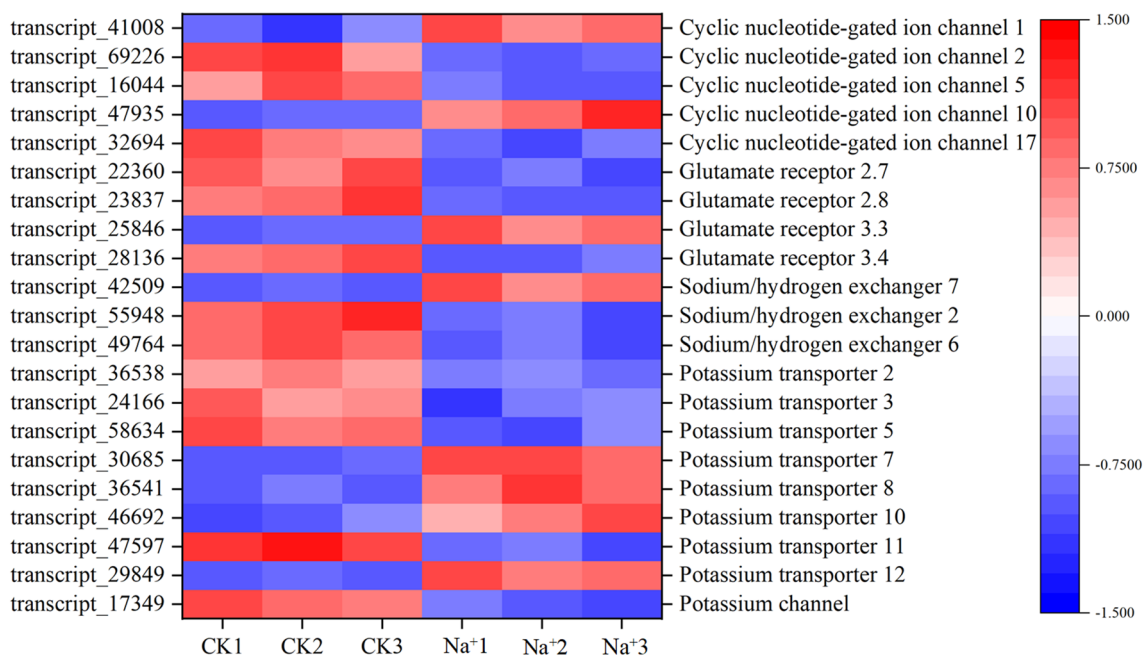 transcript_41008 Cyclic nucleotide-gated ion channel 1
transcript_69226 Cyclic nucleotide-gated ion channel 2
transcript_16044 Cyclic nucleotide-gated ion channel 5
transcript_47935 Cyclic nucleotide-gated ion channel 10
transcript_32694 Cyclic nucleotide-gated ion channel 17
transcript_22360 Glutamate receptor 2.7
transcript_23837 Glutamate receptor 2.8
transcript_25846 Glutamate receptor 3.3
transcript_28136 Glutamate receptor 3.4
transcript_42509 Sodium/hydrogen exchanger 7
transcript_55948 Sodium/hydrogen exchanger 2
transcript_49764 Sodium/hydrogen exchanger 6
transcript_36538 Potassium transporter 2
transcript_24166 Potassium transporter 3
transcript_58634 Potassium transporter 5
transcript_30685 Potassium transporter 7
transcript_36541 Potassium transporter 8
transcript_46692 Potassium transporter 10
transcript_47597 Potassium transporter 11
transcript_29849 Potassium transporter 12
transcript_17349 Potassium channel
CK1 CK2 CK3 Na⁺1 Na⁺2 Na⁺3
1.500
0.7500
0.000
-0.7500
-1.500